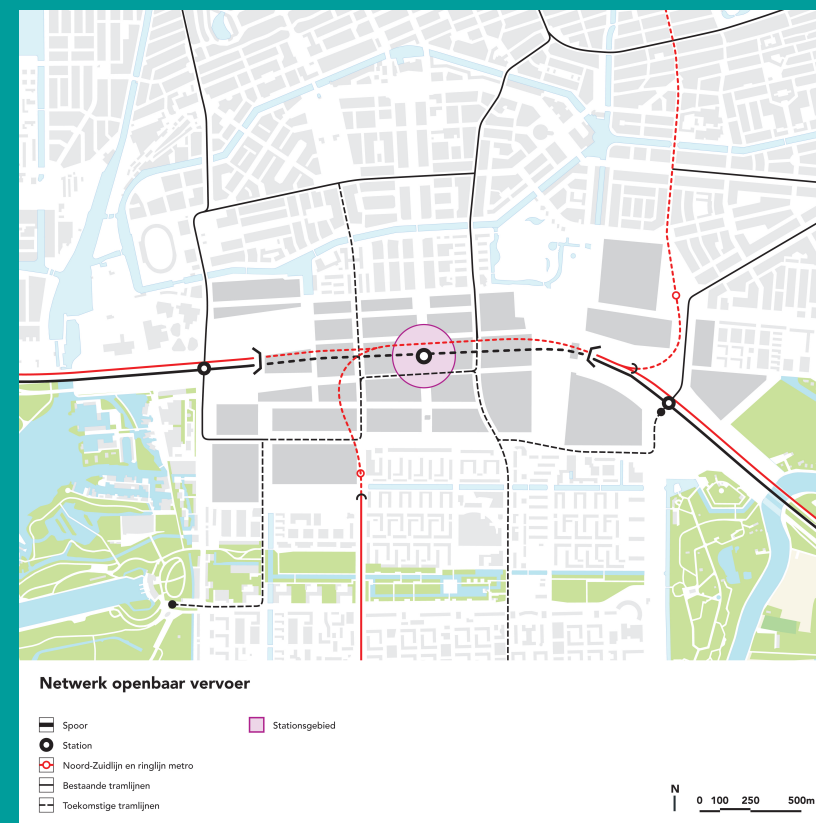 Netwerk openbaar vervoer
Spoor
Station
Noord-Zuidlijn en ringlijn metro
Bestaande tramlijnen
Toekomstige tramlijnen
Stationsgebied
N
0 100 250 500m